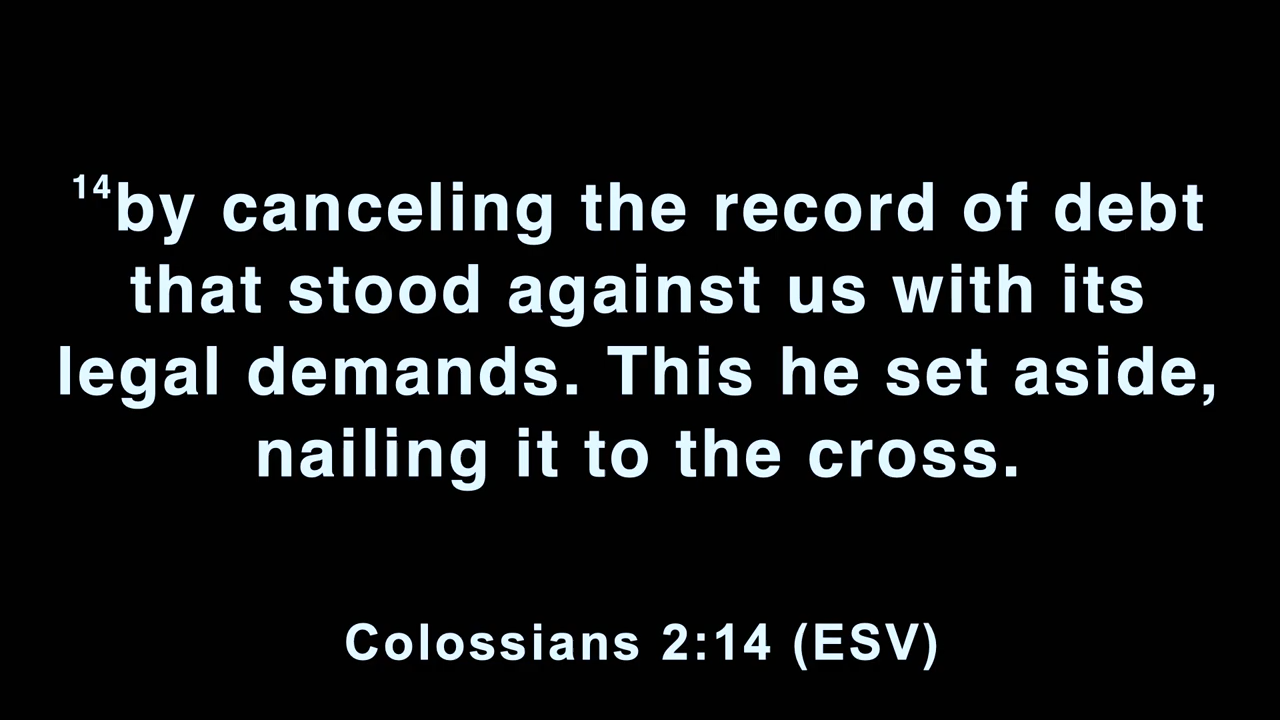 14by canceling the record of debt
that stood against us with its
legal demands. This he set aside,
nailing it to the cross.
Colossians 2:14 (ESV)